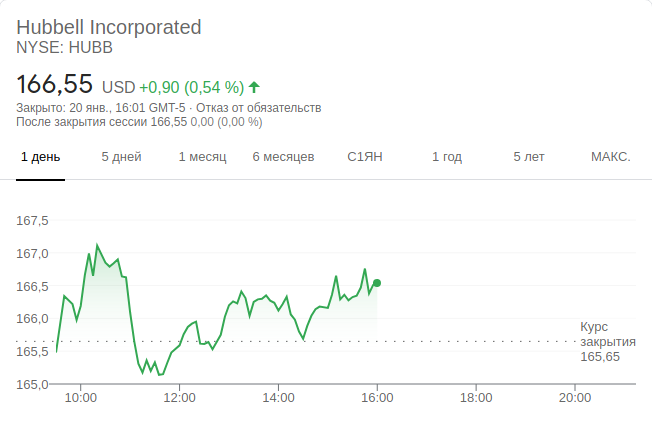 Hubbell Incorporated
NYSE: HUBB
166,55 USD +0,90 (0,54 %)
Закрыто: 20 янв., 16:01 GMT-5 · Отказ от обязательств
После закрытия сессии 166,55 0,00 (0,00 %)
1 день 5 дней 1 месяц 6 месяцев С1ЯН 1 год 5 лет МАКС.
167,5
167,0
166,5
166,0
165,5
165,0
Курс
закрытия
165,65
10:00 12:00 14:00 16:00 18:00 20:00